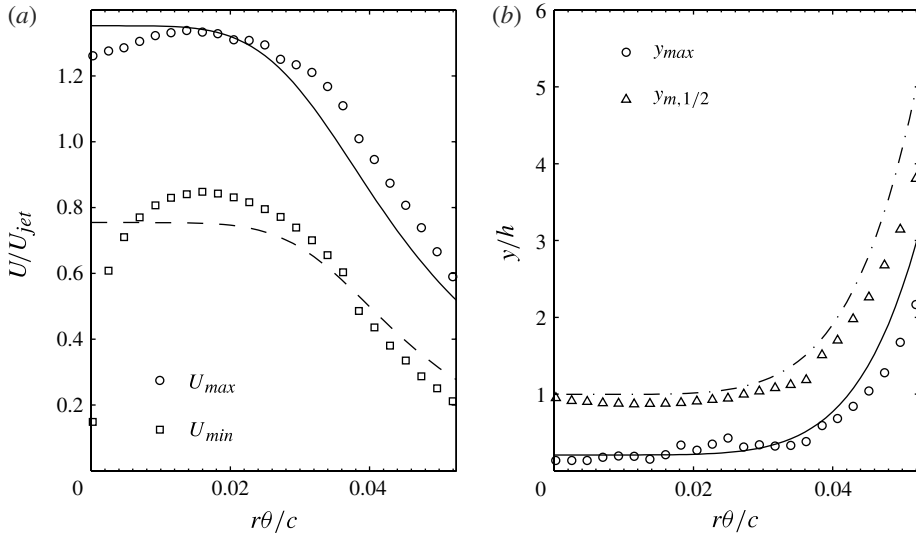 (a)
1.2
1.0
0.8
0.6
0.4
0.2
U/U_jet
U_max
U_min
0
0.02
0.04
rθ/c
(b)
6
5
4
3
2
1
y/h
y_max
y_m,1/2
0
0.02
0.04
rθ/c